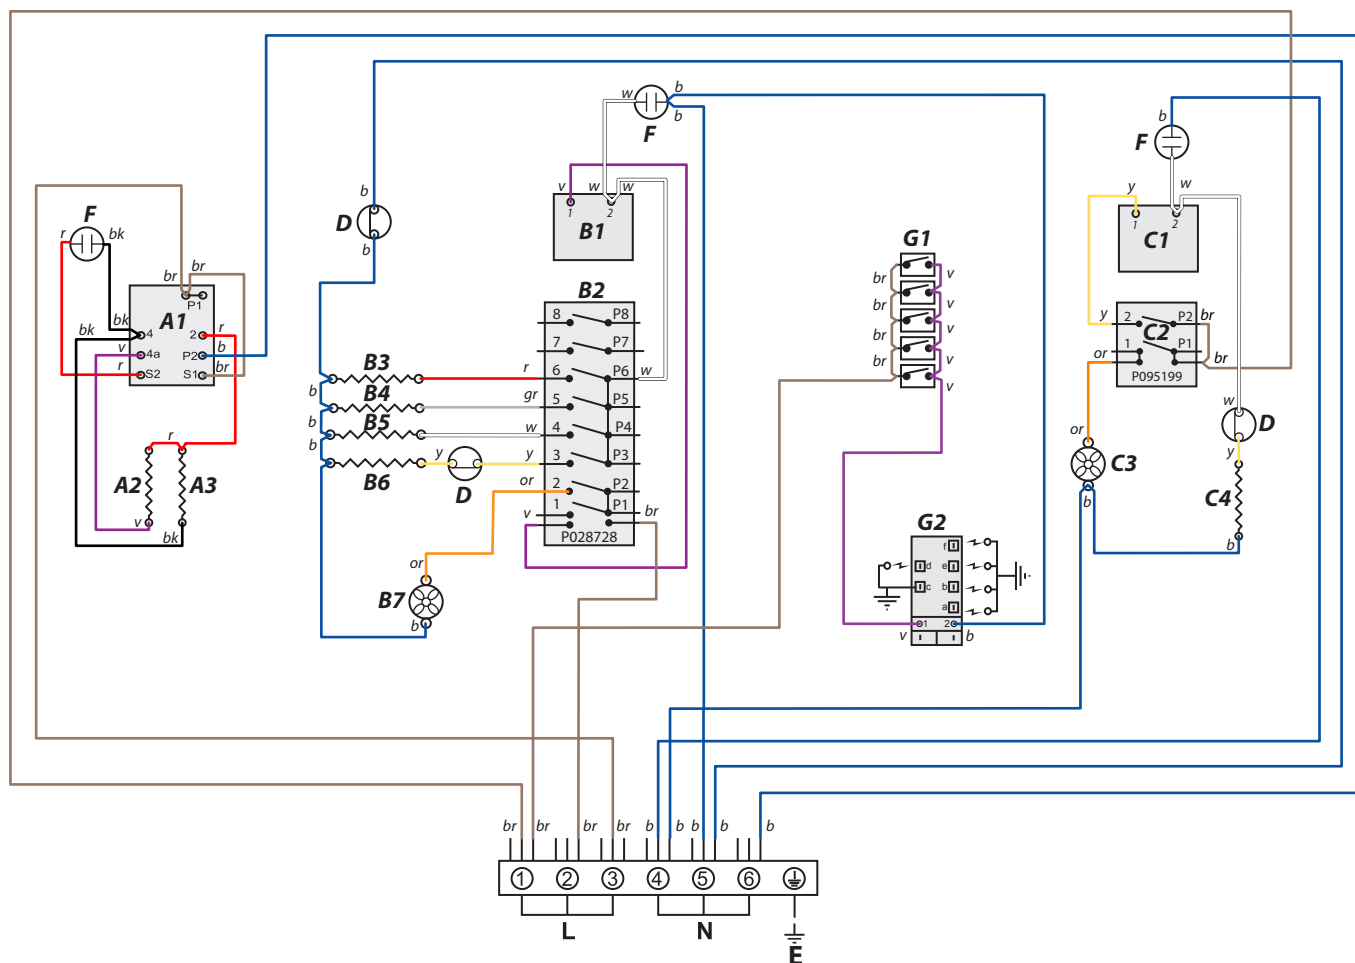 b
w b
F b
b
F
b
y w
v w w
D
1 2
B1
b
1 2
C1
F
r bk
G1
br v
br v
br v
br v
br br
P1
A1
bk
bk 4 2 r
v 4a P2 b
r S2 S1 br
B2
8 P8
7 P7
B3 r 6 P6 w
b B4 gr 5 P5
b B5 w 4 P4
y y 3 P3
B6 D
or 2 P2
v 1 P1 br
P028728
y 2 P2 br
C2
or 1 P1 br
P095199
w
D
or y
C3
C4
b
b
r
A2 A3
v
bk
or
B7
b
G2
f
d e
c b
a
1 2
v b
br br br br b b b b b
1 2 3 4 5 6
L N
E